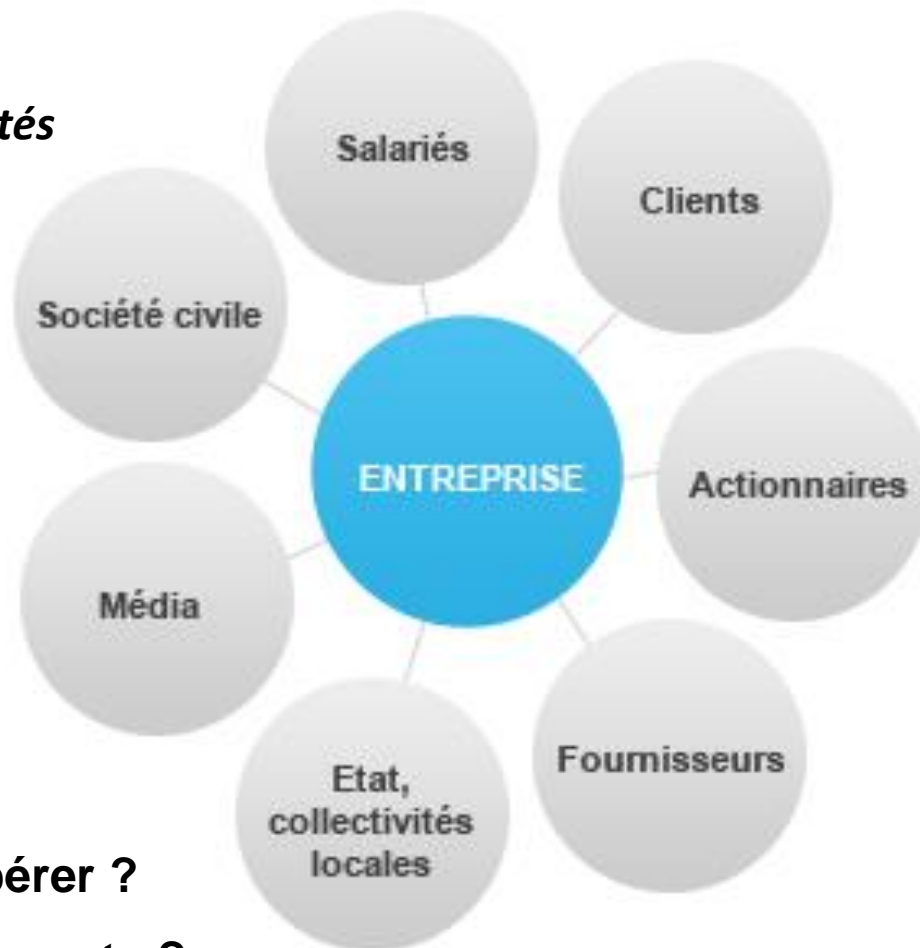 tés
Salariés
Clients
Société civile
ENTREPRISE
Actionnaires
Média
Fournisseurs
Etat,
collectivités
locales
pérer ?